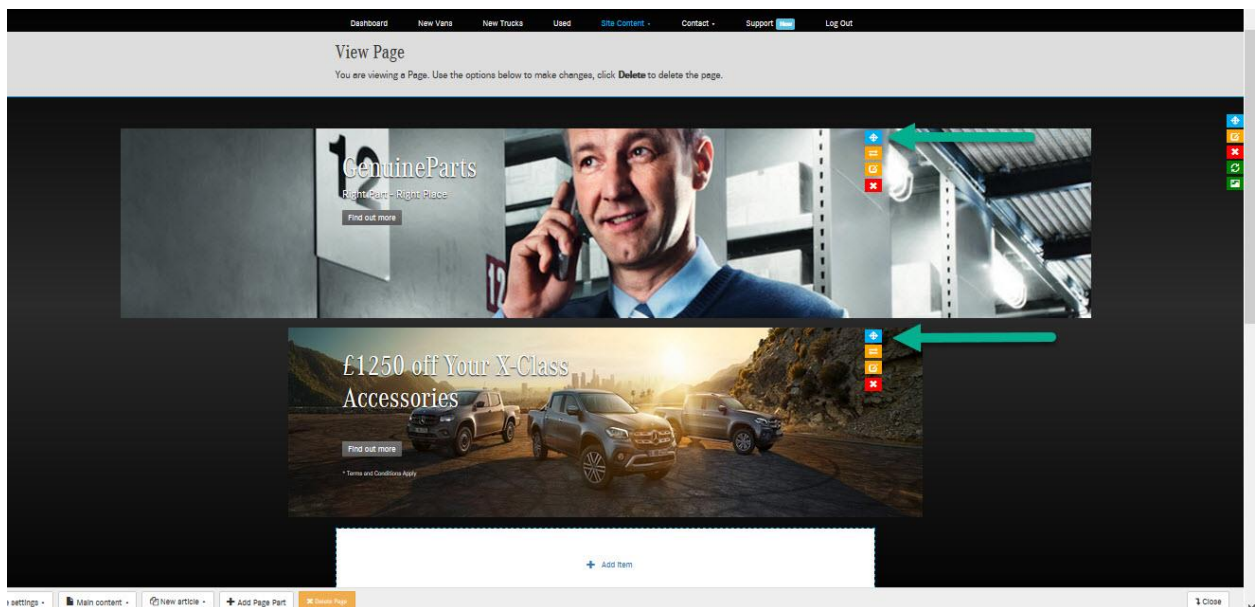 Dashboard New Vans New Trucks Used Site Content Contact Support New Log Out
View Page
You are viewing a Page. Use the options below to make changes, click Delete to delete the page.
12
GenuineParts
Right Part - Right Place
Find out more
12
£1250 off Your X-Class
Accessories
Find out more
* Terms and Conditions Apply
+ Add Item
settings Main content New article + Add Page Part Delete Page Close